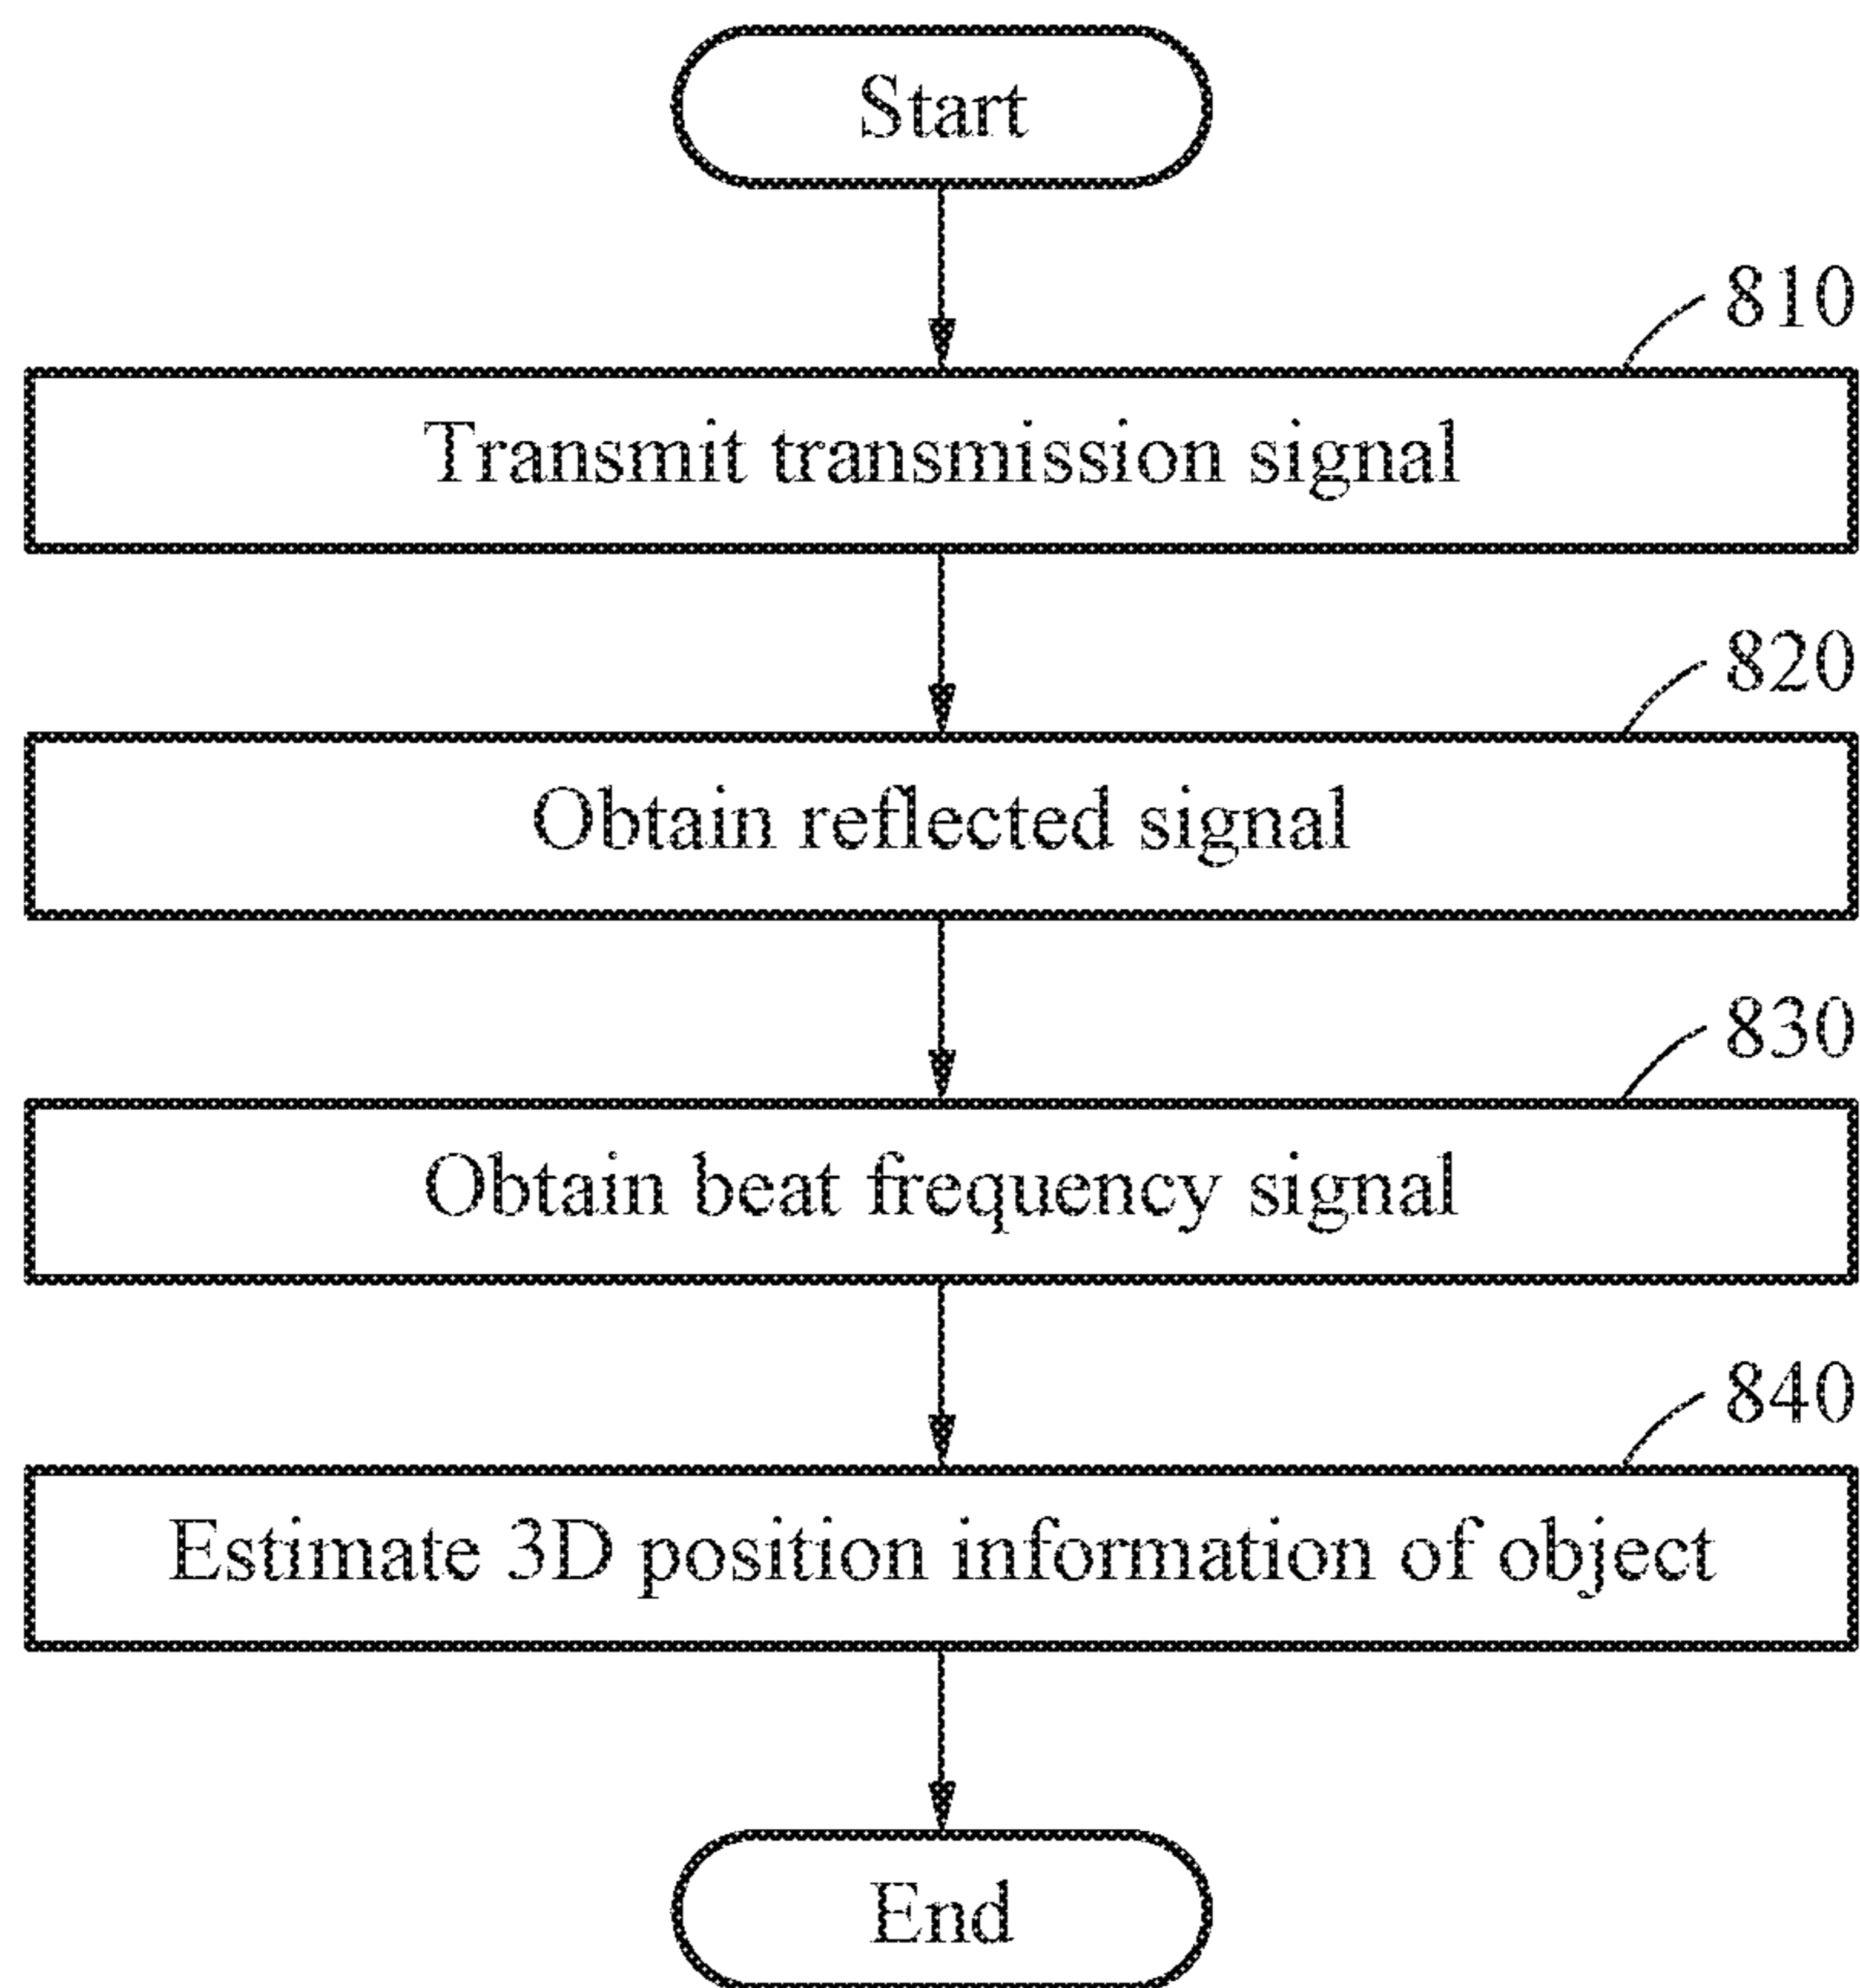 Start
810
Transmit transmission signal
820
Obtain reflected signal
830
Obtain beat frequency signal
840
Estimate 3D position information of object
End